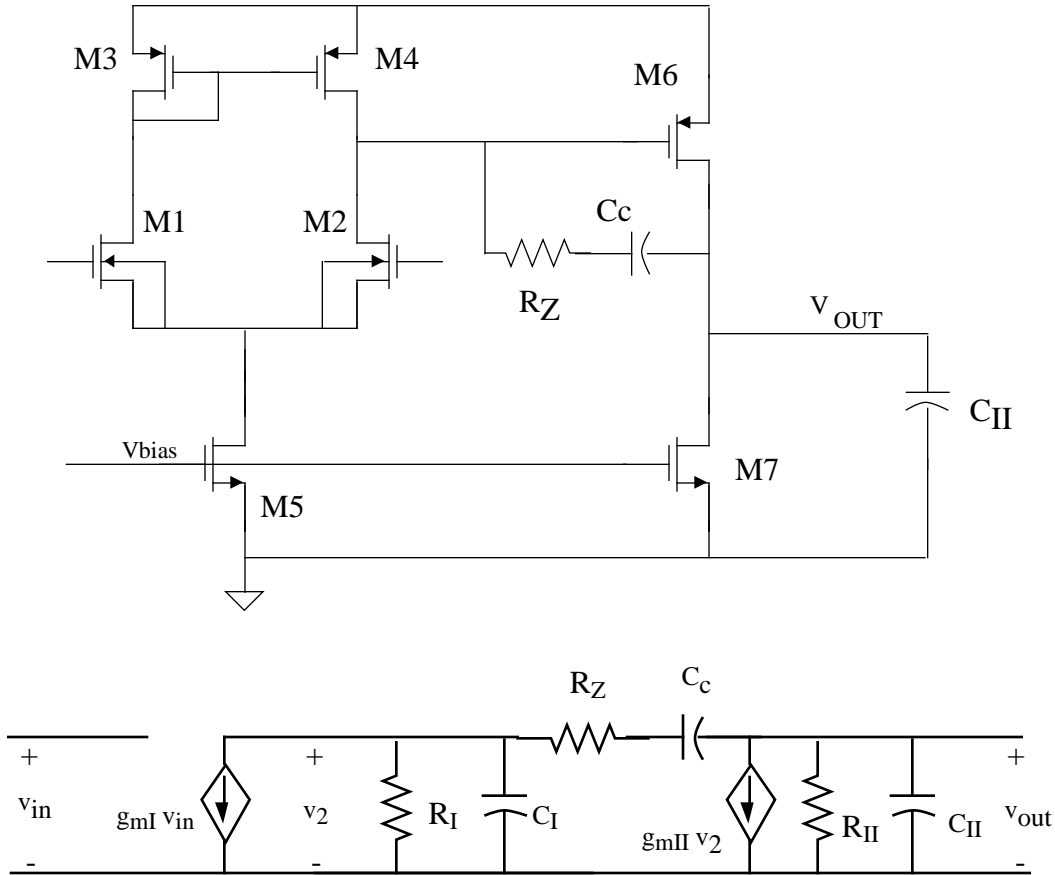 M3
M4
M6
M1
M2
Cc
RZ
V OUT
CII
Vbias
M5
M7
RZ
Cc
+
+
+
vin
gmI vin
v2
RI
CI
gmII v2
RII
CII
vout
-
-
-